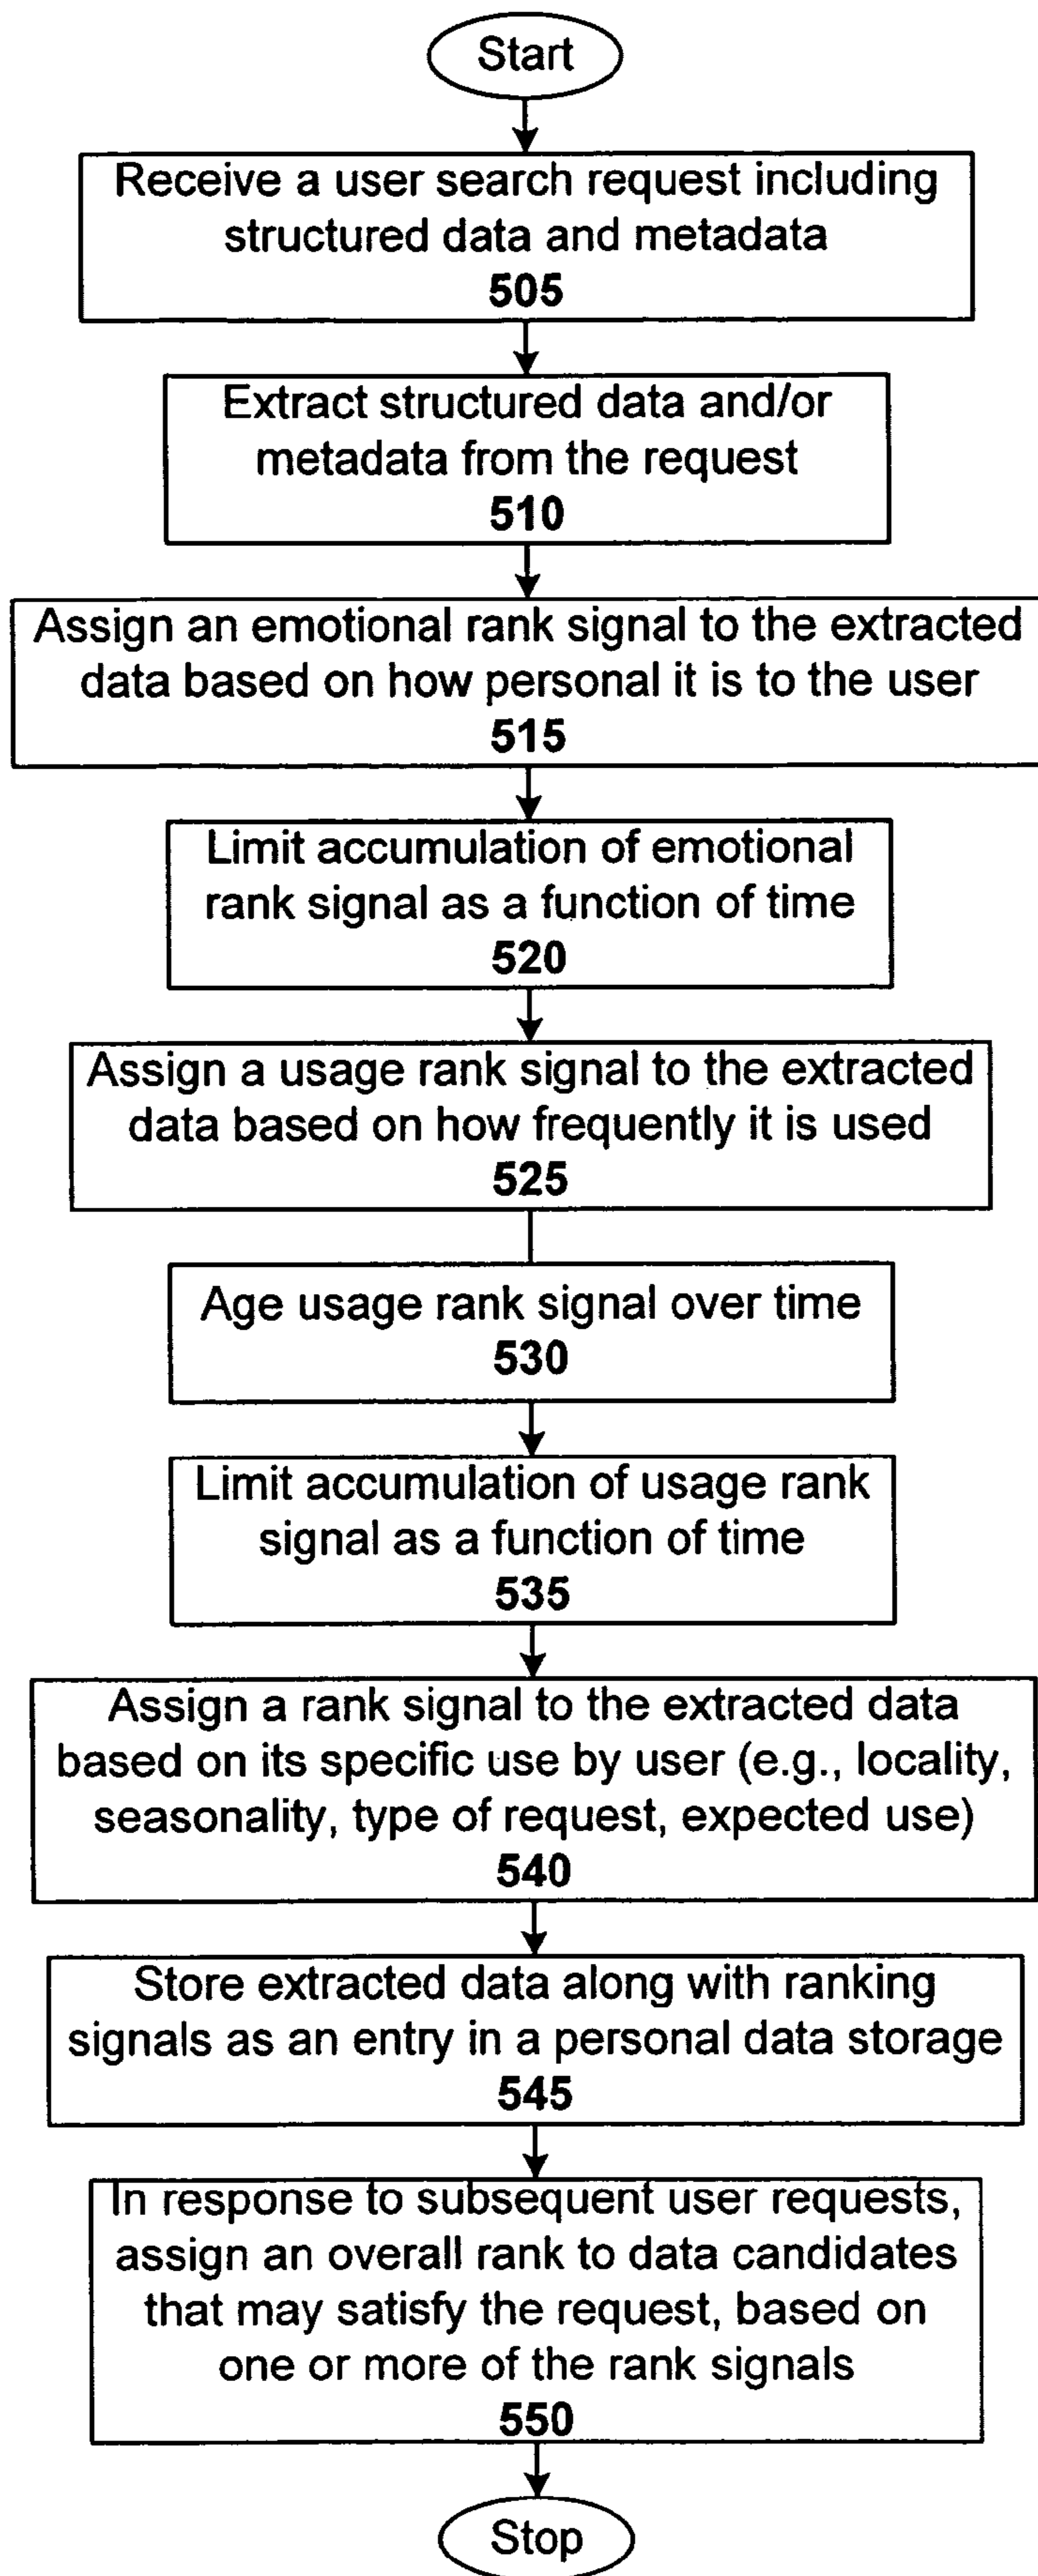 Start
Receive a user search request including
structured data and metadata
505
Extract structured data and/or
metadata from the request
510
Assign an emotional rank signal to the extracted
data based on how personal it is to the user
515
Limit accumulation of emotional
rank signal as a function of time
520
Assign a usage rank signal to the extracted
data based on how frequently it is used
525
Age usage rank signal over time
530
Limit accumulation of usage rank
signal as a function of time
535
Assign a rank signal to the extracted data
based on its specific use by user (e.g., locality,
seasonality, type of request, expected use)
540
Store extracted data along with ranking
signals as an entry in a personal data storage
545
In response to subsequent user requests,
assign an overall rank to data candidates
that may satisfy the request, based on
one or more of the rank signals
550
Stop